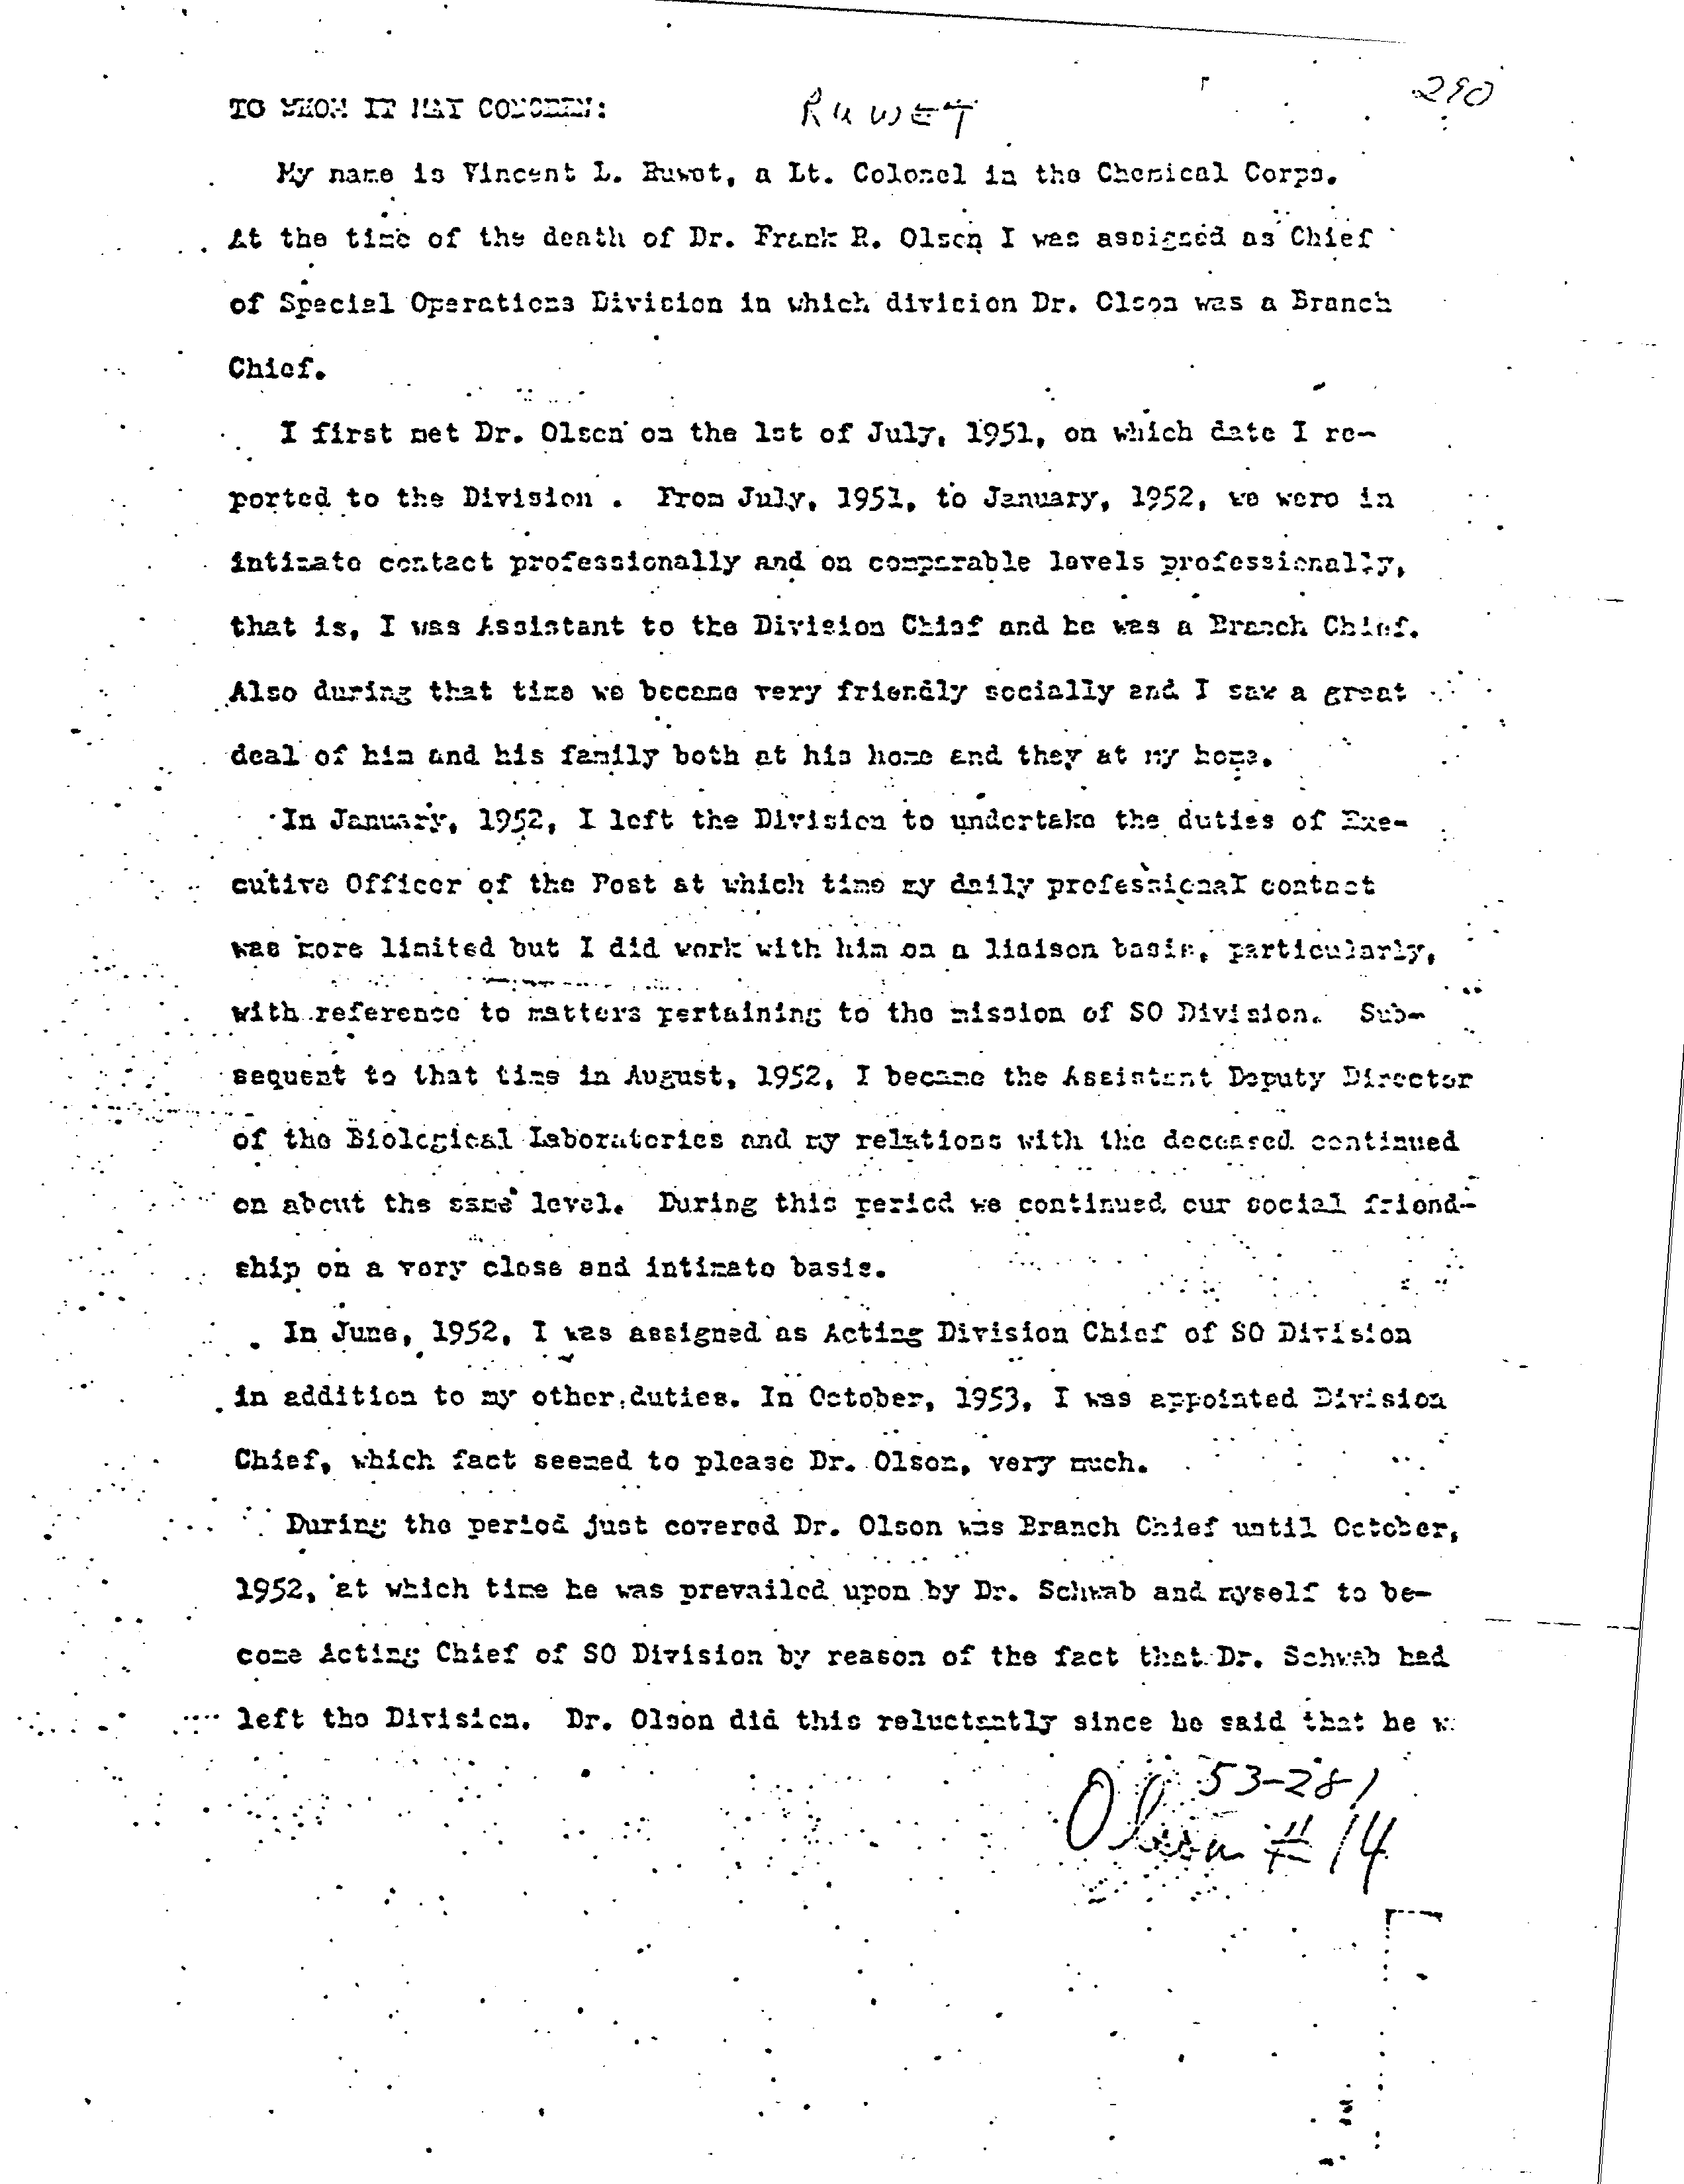 290
TO WHOM IT MAY CONCERN:
RUWET
My name is Vincent L. Ruwet, a Lt. Colonel in the Chemical Corps.
At the time of the death of Dr. Frank R. Olson I was assigned as Chief
of Special Operations Division in which division Dr. Olson was a Branch
Chief.
I first met Dr. Olson on the 1st of July, 1951, on which date I re-
ported to the Division . From July, 1951, to January, 1952, we were in
intimate contact professionally and on comparable levels professionally,
that is, I was Assistant to the Division Chief and he was a Branch Chief.
Also during that time we became very friendly socially and I saw a great
deal of him and his family both at his home and they at my home.
In January, 1952, I left the Division to undertake the duties of Exe-
cutive Officer of the Post at which time my daily professional contact
was more limited but I did work with him on a liaison basis, particularly,
with reference to matters pertaining to the mission of SO Division. Sub-
sequent to that time in August, 1952, I became the Assistant Deputy Director
of the Biological Laboratories and my relations with the deceased continued
on about the same level. During this period we continued our social friend-
ship on a very close and intimate basis.
In June, 1952, I was assigned as Acting Division Chief of SO Division
in addition to my other duties. In October, 1953, I was appointed Division
Chief, which fact seemed to please Dr. Olson, very much.
During the period just covered Dr. Olson was Branch Chief until October,
1952, at which time he was prevailed upon by Dr. Schwab and myself to be-
come Acting Chief of SO Division by reason of the fact that Dr. Schwab had
left the Division. Dr. Olson did this reluctantly since he said that he
53-281
Olson # 14